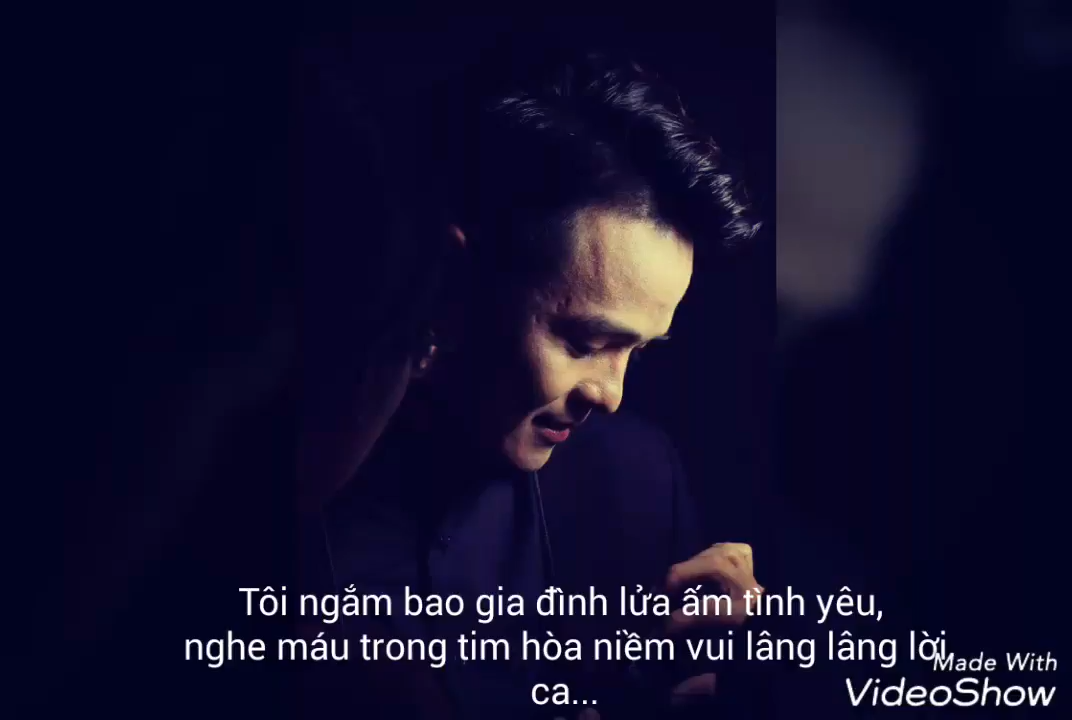 Tôi ngắm bao gia đình lửa ấm tình yêu,
nghe máu trong tim hòa niềm vui lâng lâng lời
ca...
Made With
VideoShow